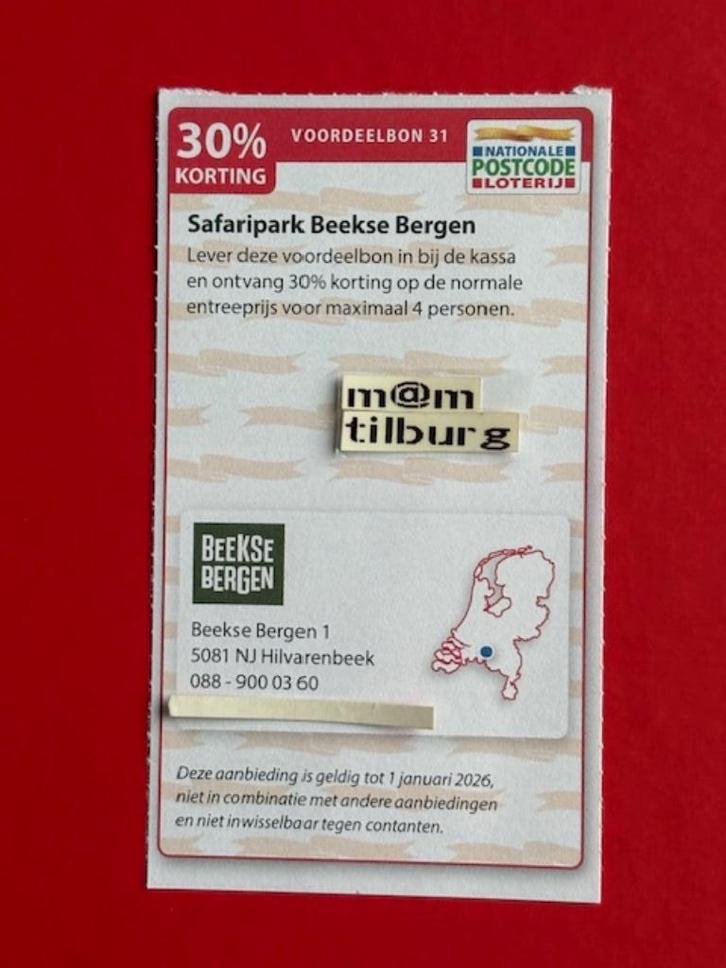 30%
KORTING
VOORDEELBON 31
NATIONALE
POSTCODE
LOTERIJ
Safaripark Beekse Bergen
Lever deze voordeelbon in bij de kassa
en ontvang 30% korting op de normale
entreeprijs voor maximaal 4 personen.
m@m
tilburg
BEEKSE
BERGEN
Beekse Bergen 1
5081 NJ Hilvarenbeek
088 - 900 03 60
Deze aanbieding is geldig tot 1 januari 2026,
niet in combinatie met andere aanbiedingen
en niet inwisselbaar tegen contanten.